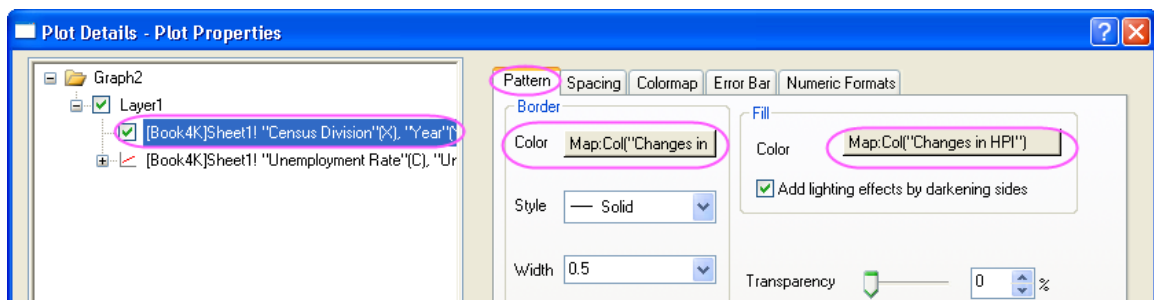 Plot Details - Plot Properties
Graph2
Layer1
[Book4K]Sheet1! "Census Division"(X), "Year"(Y
[Book4K]Sheet1! "Unemployment Rate"(C), "Ur
Pattern Spacing Colormap Error Bar Numeric Formats
Border
Color Map:Col("Changes in
Style Solid
Width 0.5
Fill
Color Map:Col("Changes in HPI")
Add lighting effects by darkening sides
Transparency 0 %